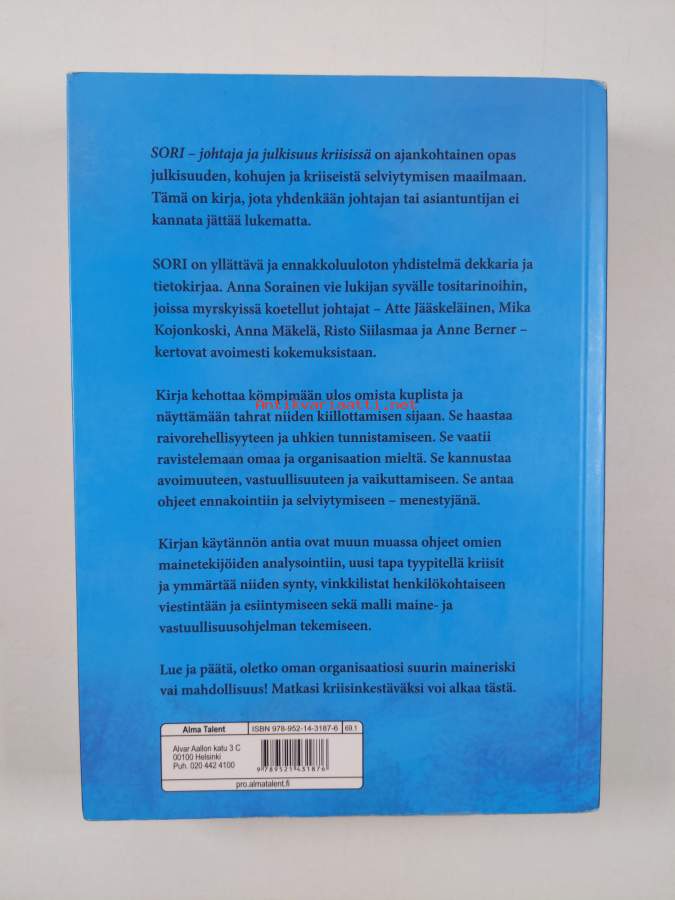 SORI – johtaja ja julkisuus kriisissä on ajankohtainen opas
julkisuuden, kohujen ja kriiseistä selviytymisen maailmaan.
Tämä on kirja, jota yhdenkään johtajan tai asiantuntijan ei
kannata jättää lukematta.
SORI on yllättävä ja ennakkoluuloton yhdistelmä dekkaria ja
tietokirjaa. Anna Sorainen vie lukijan syvälle tositarinoihin,
joissa myrskyissä koetellut johtajat – Atte Jääskeläinen, Mika
Kojonkoski, Anna Mäkelä, Risto Siilasmaa ja Anne Berner –
kertovat avoimesti kokemuksistaan.
Kirja kehottaa kömpimään ulos omista kuplista ja
Antikvariaatti.net
näyttämään tahrat niiden kiillottamisen sijaan. Se haastaa
raivorehellisyyteen ja uhkien tunnistamiseen. Se vaatii
ravistelemaan omaa ja organisaation mieltä. Se kannustaa
avoimuuteen, vastuullisuuteen ja vaikuttamiseen. Se antaa
ohjeet ennakointiin ja selviytymiseen – menestyjänä.
Kirjan käytännön antia ovat muun muassa ohjeet omien
mainetekijöiden analysointiin, uusi tapa tyypitellä kriisit
ja ymmärtää niiden synty, vinkkilistat henkilökohtaiseen
viestintään ja esiintymiseen sekä malli maine- ja
vastuullisuusohjelman tekemiseen.
Lue ja päätä, oletko oman organisaatiosi suurin maineriski
vai mahdollisuus! Matkasi kriisinkestäväksi voi alkaa tästä.
Alma Talent ISBN 978-952-14-3187-6 69.1
Alvar Aallon katu 3 C
00100 Helsinki
Puh. 020 442 4100
9 789521 431876
pro.almatalent.fi